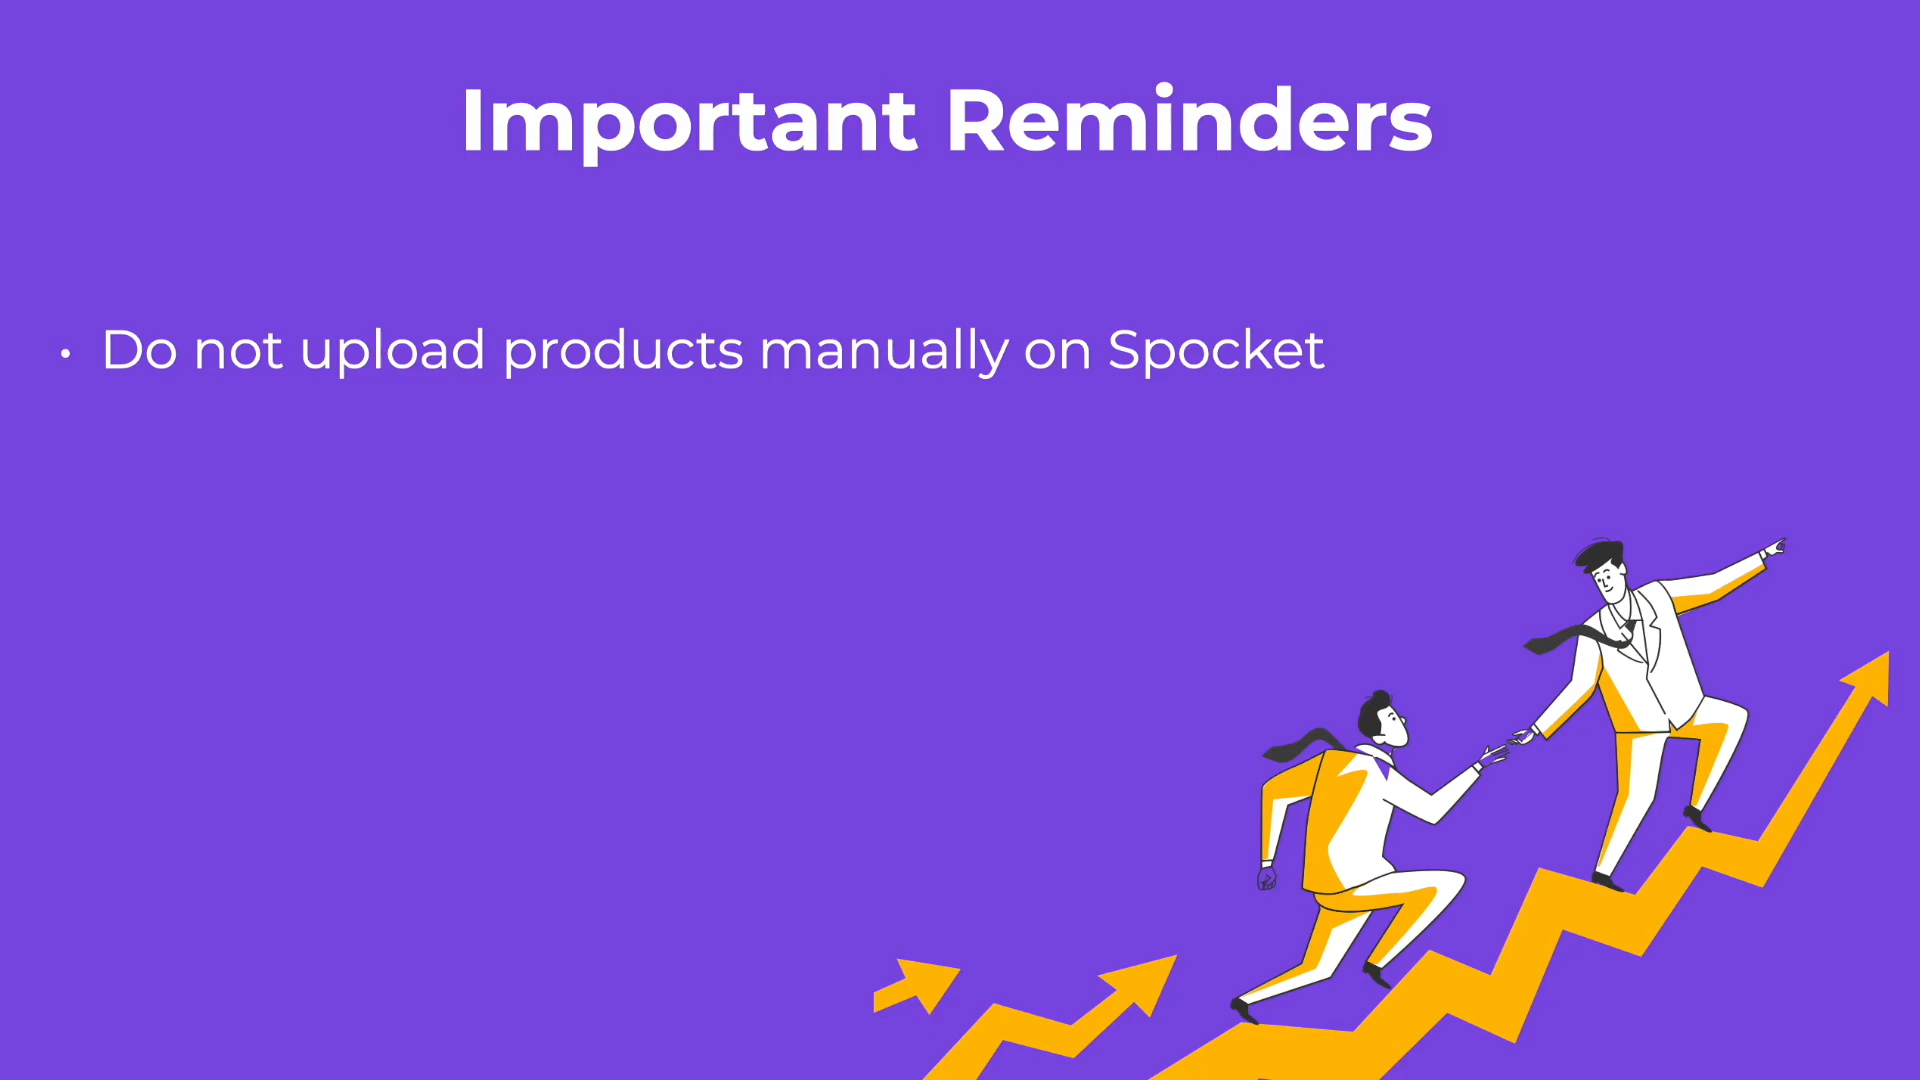 Important Reminders
• Do not upload products manually on Spocket